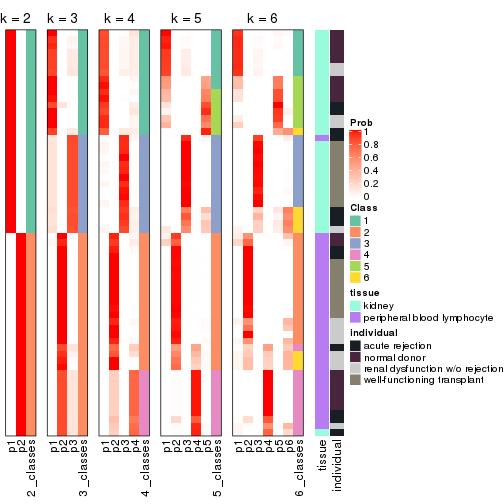 k = 2
k = 3
k = 4
k = 5
k = 6
Prob
1
0.8
0.6
0.4
0.2
0
Class
1
2
3
4
5
6
tissue
kidney
peripheral blood lymphocyte
individual
acute rejection
normal donor
renal dysfunction w/o rejection
well-functioning transplant
p1
p2
2_classes
p1
p2
p3
3_classes
p1
p2
p3
p4
4_classes
p1
p2
p3
p4
p5
5_classes
p1
p2
p3
p4
p5
p6
6_classes
tissue
individual